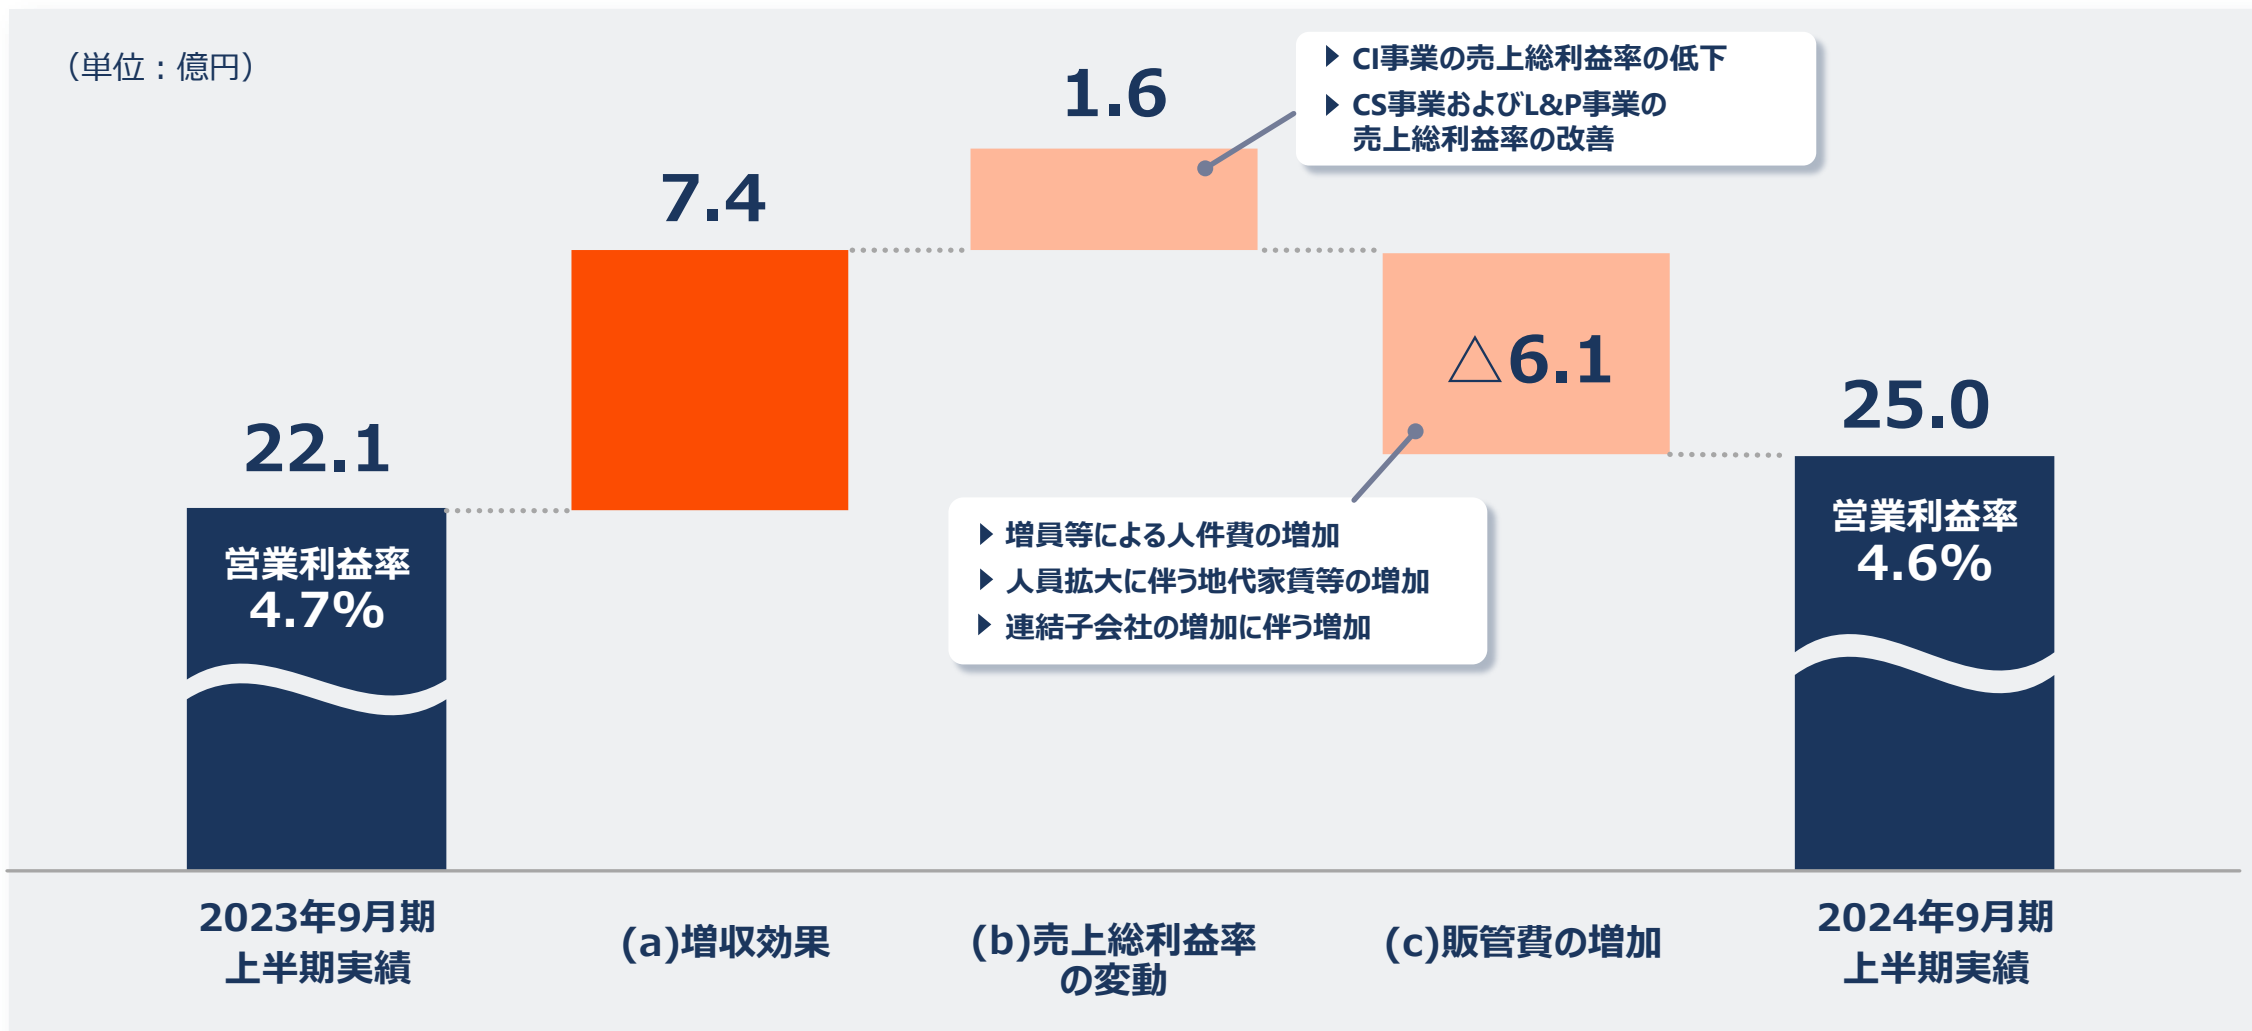 （単位：億円）
1.6
CI事業の売上総利益率の低下
CS事業およびL&P事業の
売上総利益率の改善
7.4
△6.1
22.1
25.0
営業利益率
4.7%
営業利益率
4.6%
増員等による人件費の増加
人員拡大に伴う地代家賃等の増加
連結子会社の増加に伴う増加
2023年9月期
上半期実績
(a)増収効果
(b)売上総利益率
の変動
(c)販管費の増加
2024年9月期
上半期実績